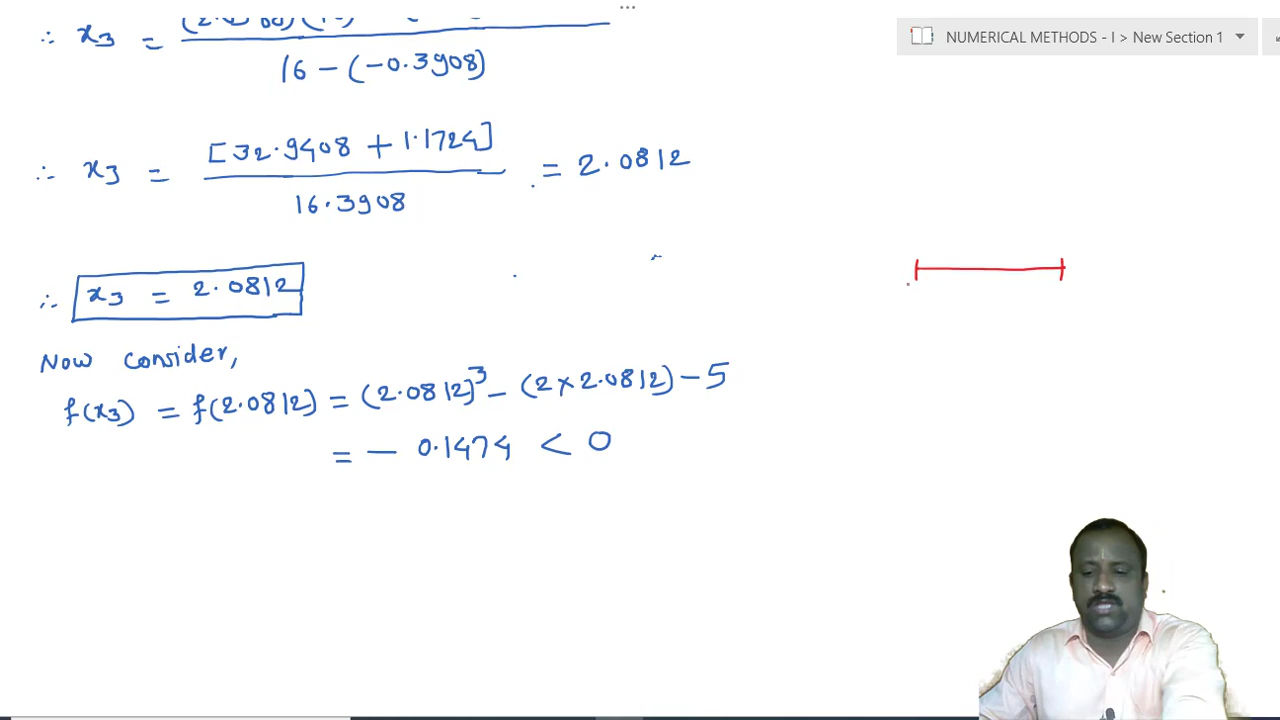 NUMERICAL METHODS - I > New Section 1
∴ x3 =
16 - (-0.3908)
∴ x3 = [32.9408 + 1.1724] / 16.3908 = 2.0812
∴ x3 = 2.0812
Now consider,
f(x3) = f(2.0812) = (2.0812)^3 - (2 × 2.0812) - 5
= - 0.1474 < 0